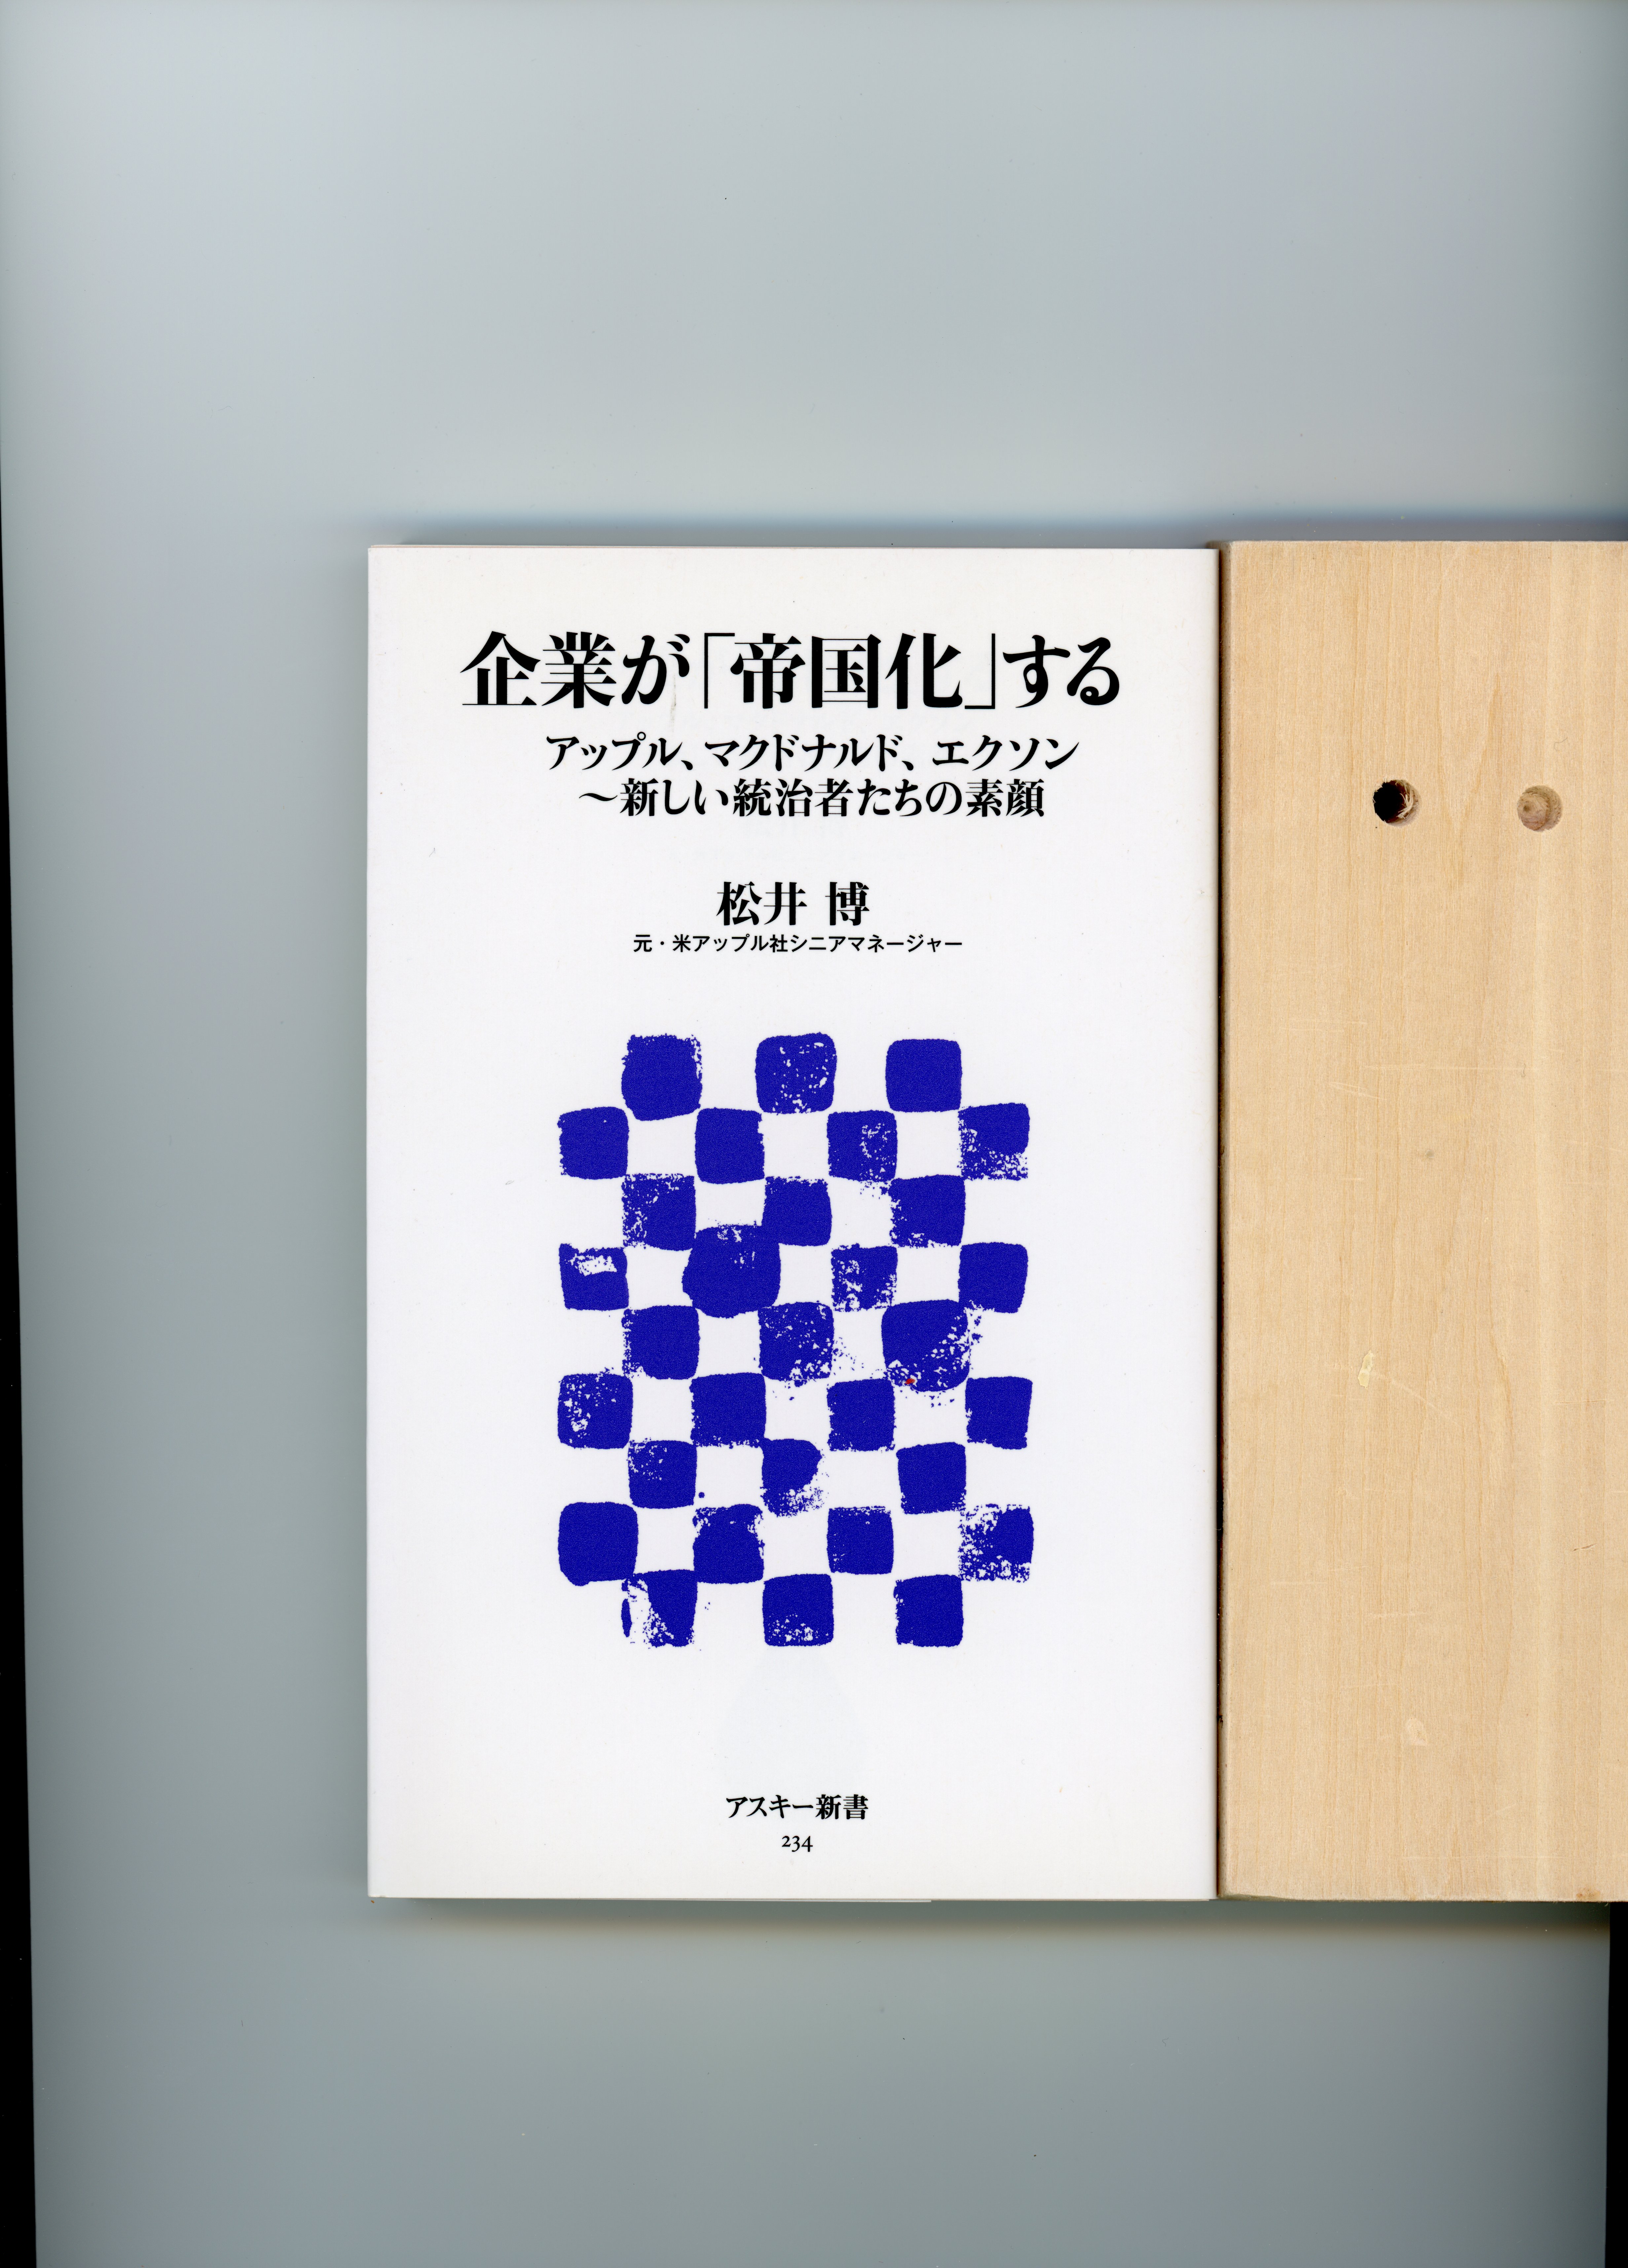 企業が「帝国化」する
アップル、マクドナルド、エクソン
～新しい統治者たちの素顔
松井 博
元・米アップル社シニアマネージャー
アスキー新書
234